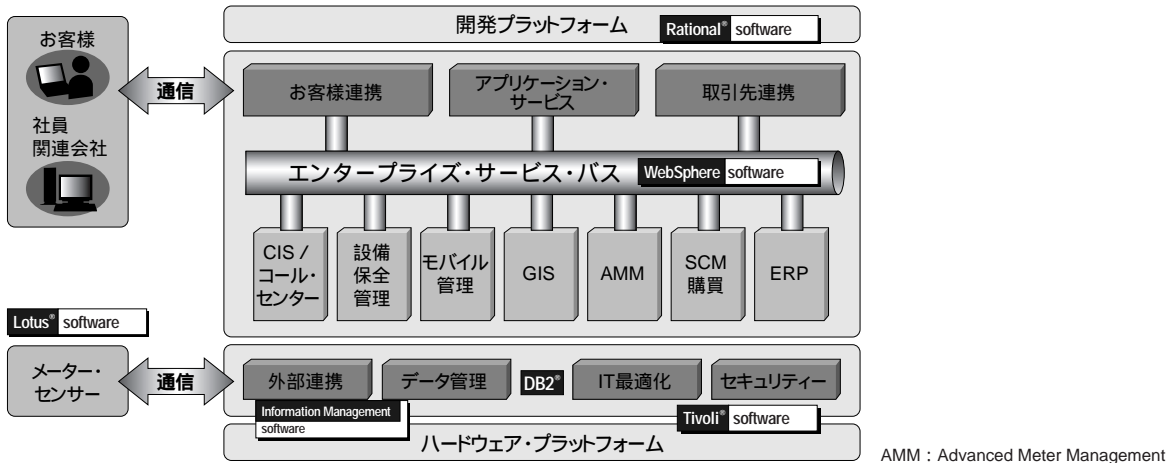 開発プラットフォーム
Rational® software
お客様
通信
社員
関連会社
お客様連携
アプリケーション・
サービス
取引先連携
エンタープライズ・サービス・バス
WebSphere software
CIS /
コール・
センター
設備
保全
管理
モバイル
管理
GIS
AMM
SCM
購買
ERP
Lotus® software
メーター・
センサー
通信
外部連携
データ管理
DB2®
IT最適化
セキュリティー
Information Management
software
Tivoli® software
ハードウェア・プラットフォーム
AMM：Advanced Meter Management